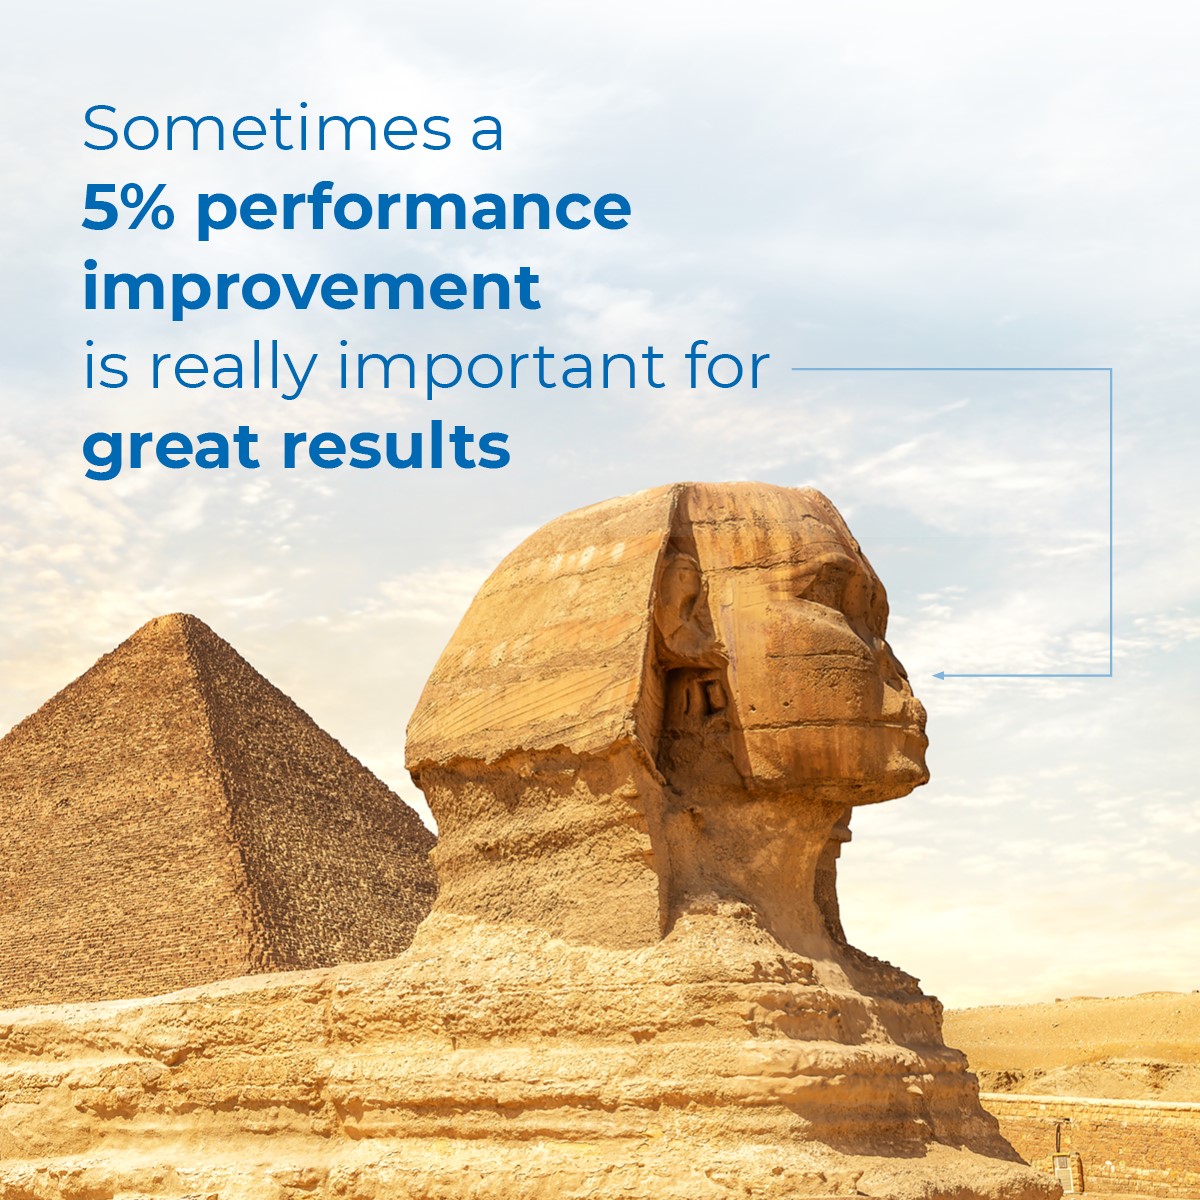 Sometimes a
5% performance
improvement
is really important for
great results